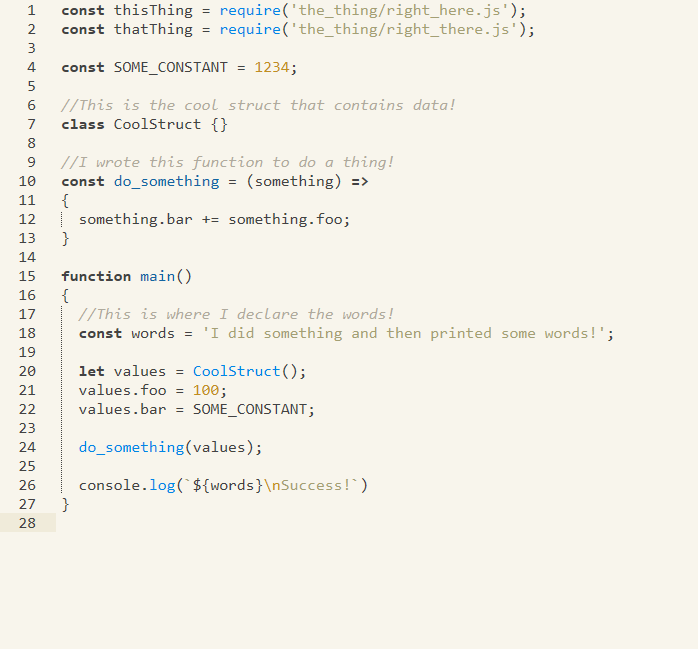 1 const thisThing = require('the_thing/right_here.js');
2 const thatThing = require('the_thing/right_there.js');
3
4 const SOME_CONSTANT = 1234;
5
6 //This is the cool struct that contains data!
7 class CoolStruct {}
8
9 //I wrote this function to do a thing!
10 const do_something = (something) =>
11 {
12   something.bar += something.foo;
13 }
14
15 function main()
16 {
17   //This is where I declare the words!
18   const words = 'I did something and then printed some words!';
19
20   let values = CoolStruct();
21   values.foo = 100;
22   values.bar = SOME_CONSTANT;
23
24   do_something(values);
25
26   console.log(`${words}\nSuccess!`)
27 }
28